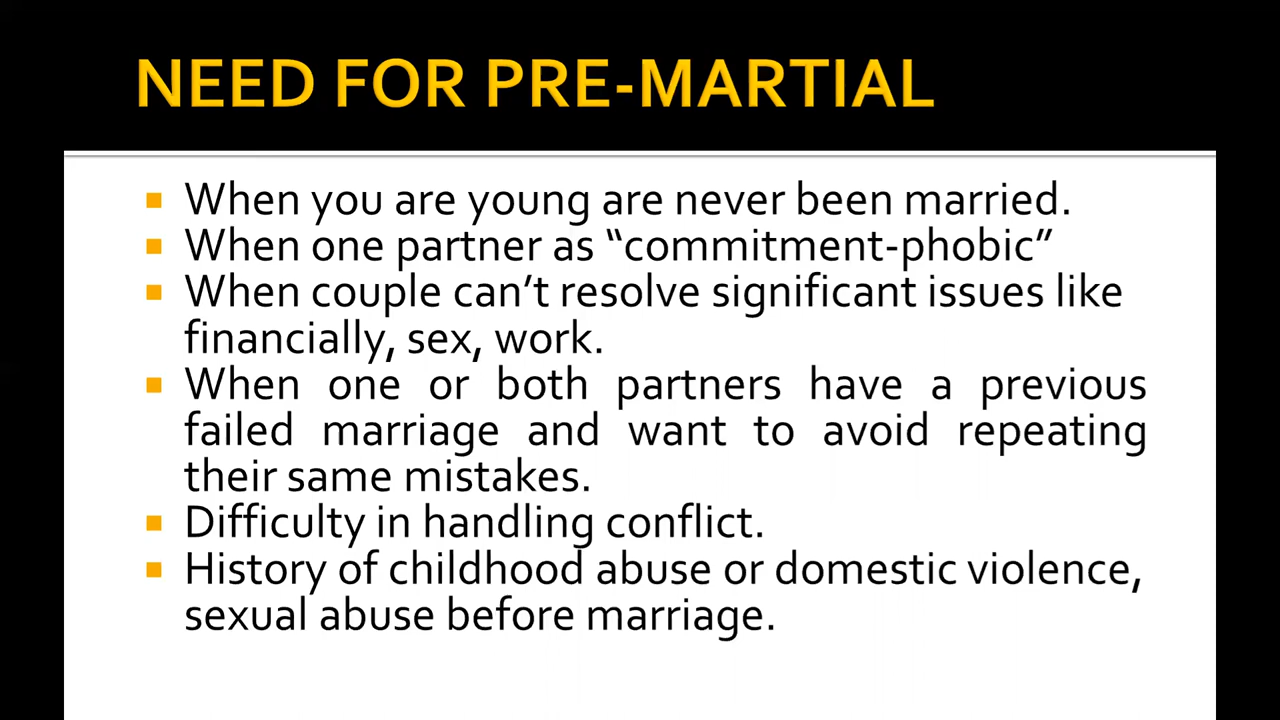 NEED FOR PRE-MARTIAL
When you are young are never been married.
When one partner as “commitment-phobic”
When couple can’t resolve significant issues like
financially, sex, work.
When one or both partners have a previous
failed marriage and want to avoid repeating
their same mistakes.
Difficulty in handling conflict.
History of childhood abuse or domestic violence,
sexual abuse before marriage.